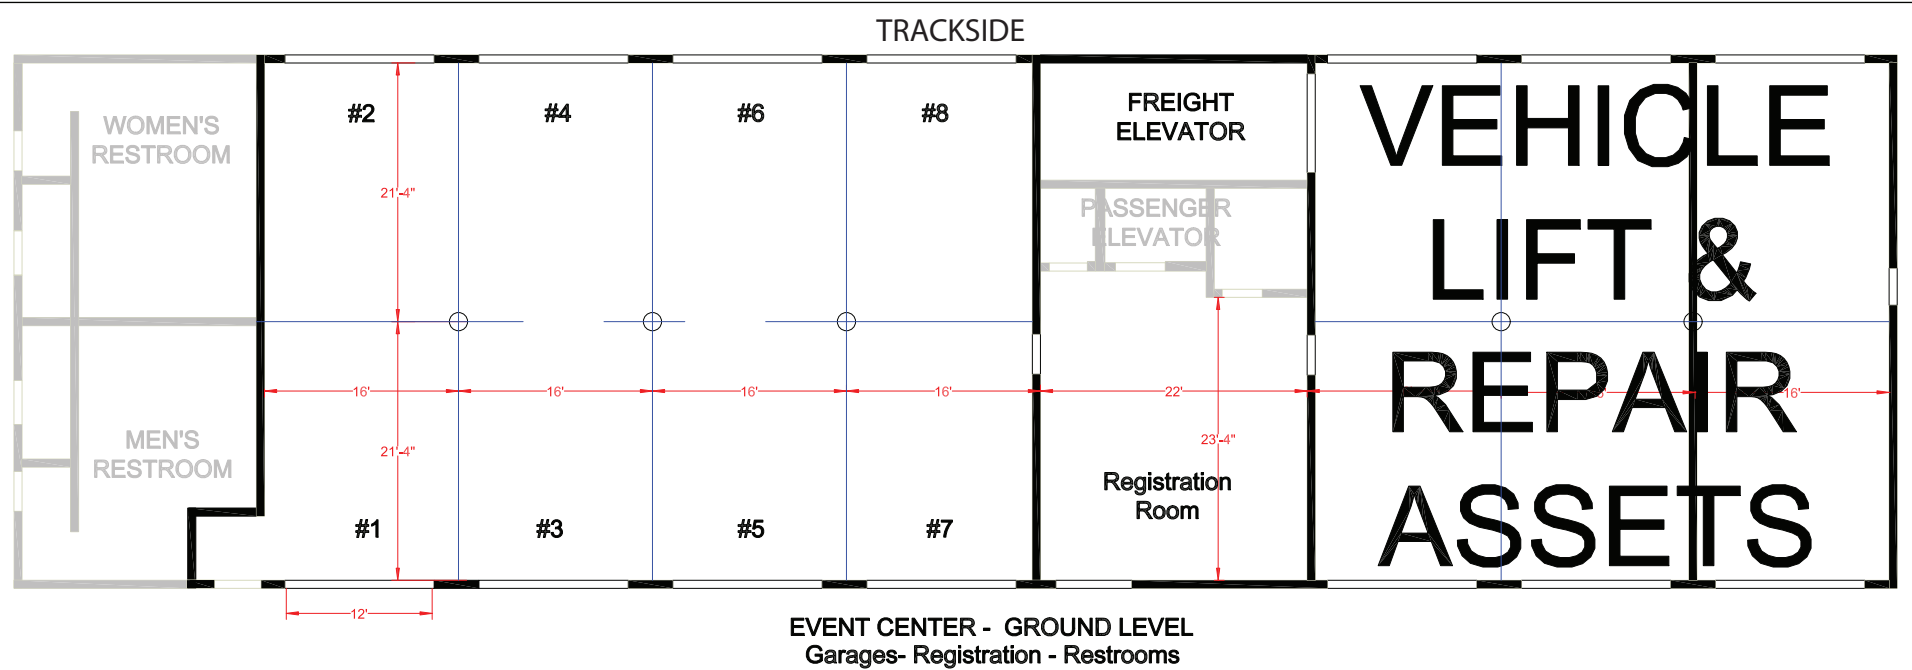 TRACKSIDE
#2
#4
#6
#8
FREIGHT
ELEVATOR
VEHICLE
LIFT &
REPAIR
ASSETS
WOMEN'S
RESTROOM
21'-4"
PASSENGER
ELEVATOR
16'
16'
16'
16'
22'
16'
21'-4"
23'-4"
MEN'S
RESTROOM
Registration
Room
#1
#3
#5
#7
12'
EVENT CENTER - GROUND LEVEL
Garages- Registration - Restrooms